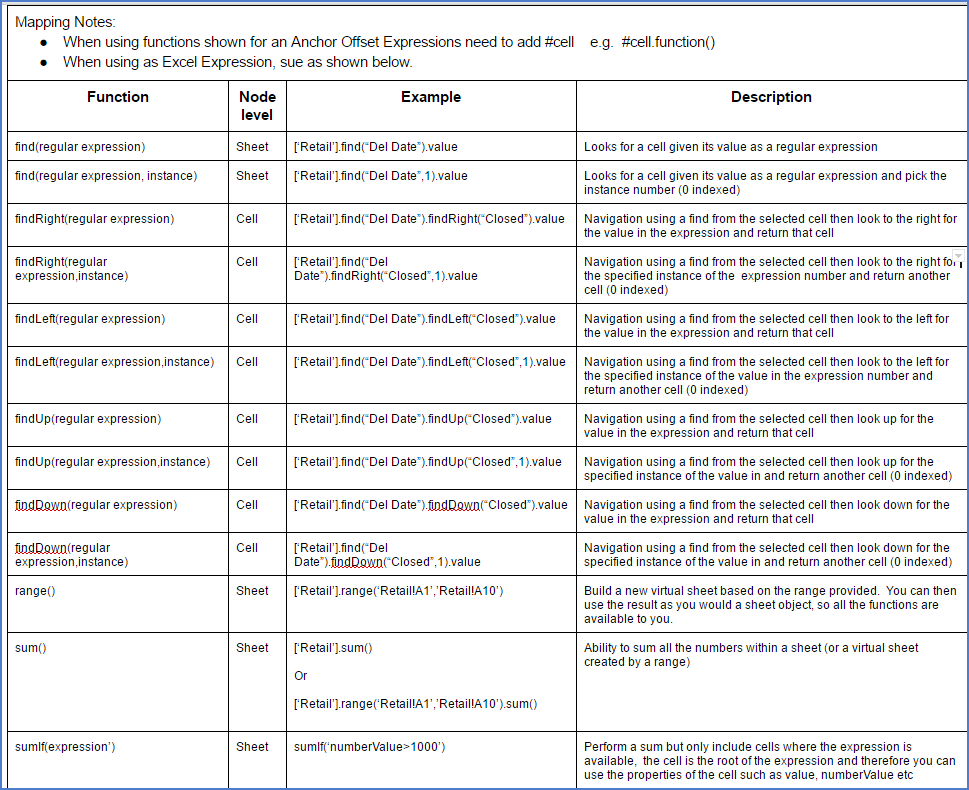 Mapping Notes:
● When using functions shown for an Anchor Offset Expressions need to add #cell e.g. #cell.function()
● When using as Excel Expression, sue as shown below.
Function
Node
level
Example
Description
find(regular expression)
Sheet
['Retail'].find(“Del Date”).value
Looks for a cell given its value as a regular expression
find(regular expression, instance)
Sheet
['Retail'].find(“Del Date”,1).value
Looks for a cell given its value as a regular expression and pick the
instance number (0 indexed)
findRight(regular expression)
Cell
['Retail'].find(“Del Date”).findRight(“Closed”).value
Navigation using a find from the selected cell then look to the right for
the value in the expression and return that cell
findRight(regular
expression,instance)
Cell
['Retail'].find(“Del
Date”).findRight(“Closed”,1).value
Navigation using a find from the selected cell then look to the right for
the specified instance of the expression number and return another
cell (0 indexed)
findLeft(regular expression)
Cell
['Retail'].find(“Del Date”).findLeft(“Closed”).value
Navigation using a find from the selected cell then look to the left for
the value in the expression and return that cell
findLeft(regular expression,instance)
Cell
['Retail'].find(“Del Date”).findLeft(“Closed”,1).value
Navigation using a find from the selected cell then look to the left for
the specified instance of the value in the expression number and
return another cell (0 indexed)
findUp(regular expression)
Cell
['Retail'].find(“Del Date”).findUp(“Closed”).value
Navigation using a find from the selected cell then look up for the
value in the expression and return that cell
findUp(regular expression,instance)
Cell
['Retail'].find(“Del Date”).findUp(“Closed”,1).value
Navigation using a find from the selected cell then look up for the
specified instance of the value in and return another cell (0 indexed)
findDown(regular expression)
Cell
['Retail'].find(“Del Date”).findDown(“Closed”).value
Navigation using a find from the selected cell then look down for the
value in the expression and return that cell
findDown(regular
expression,instance)
Cell
['Retail'].find(“Del
Date”).findDown(“Closed”,1).value
Navigation using a find from the selected cell then look down for the
specified instance of the value in and return another cell (0 indexed)
range()
Sheet
['Retail'].range(‘Retail!A1’,’Retail!A10’)
Build a new virtual sheet based on the range provided. You can then
use the result as you would a sheet object, so all the functions are
available to you.
sum()
Sheet
['Retail'].sum()
Or
['Retail'].range(‘Retail!A1’,’Retail!A10’).sum()
Ability to sum all the numbers within a sheet (or a virtual sheet
created by a range)
sumIf(expression’)
Sheet
sumIf(‘numberValue>1000’)
Perform a sum but only include cells where the expression is
available, the cell is the root of the expression and therefore you can
use the properties of the cell such as value, numberValue etc